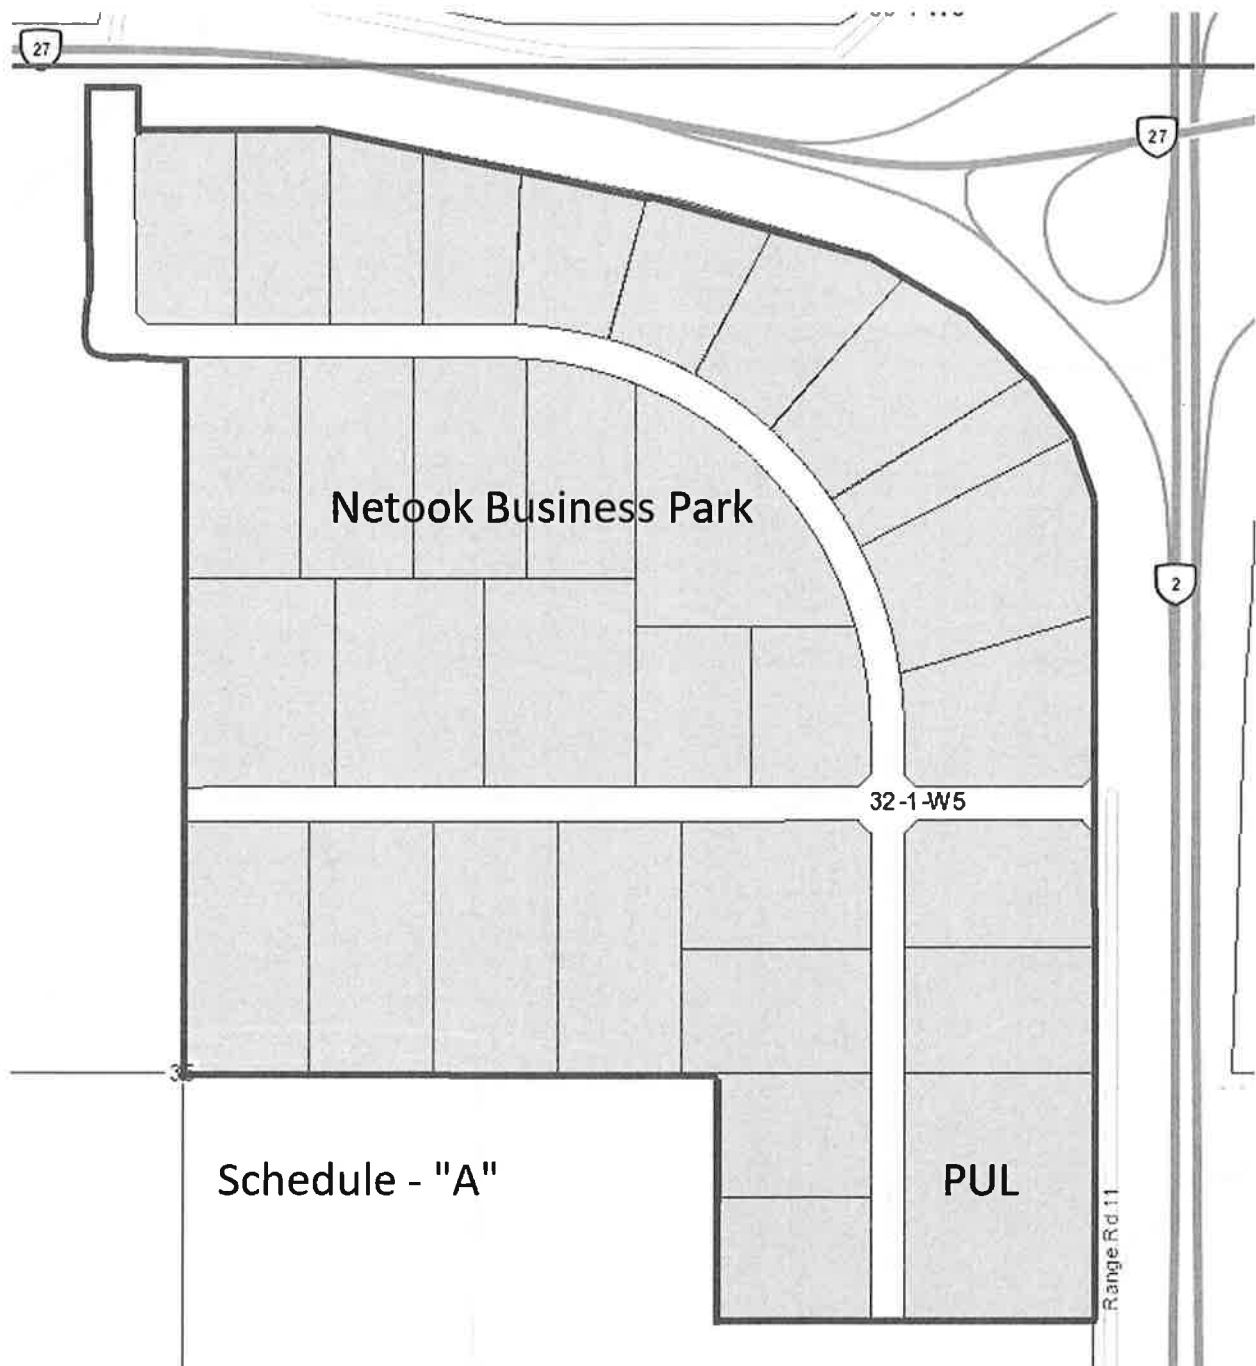 27
27
Netook Business Park
2
32-1-W5
Schedule - "A"
PUL
Range Rd 11